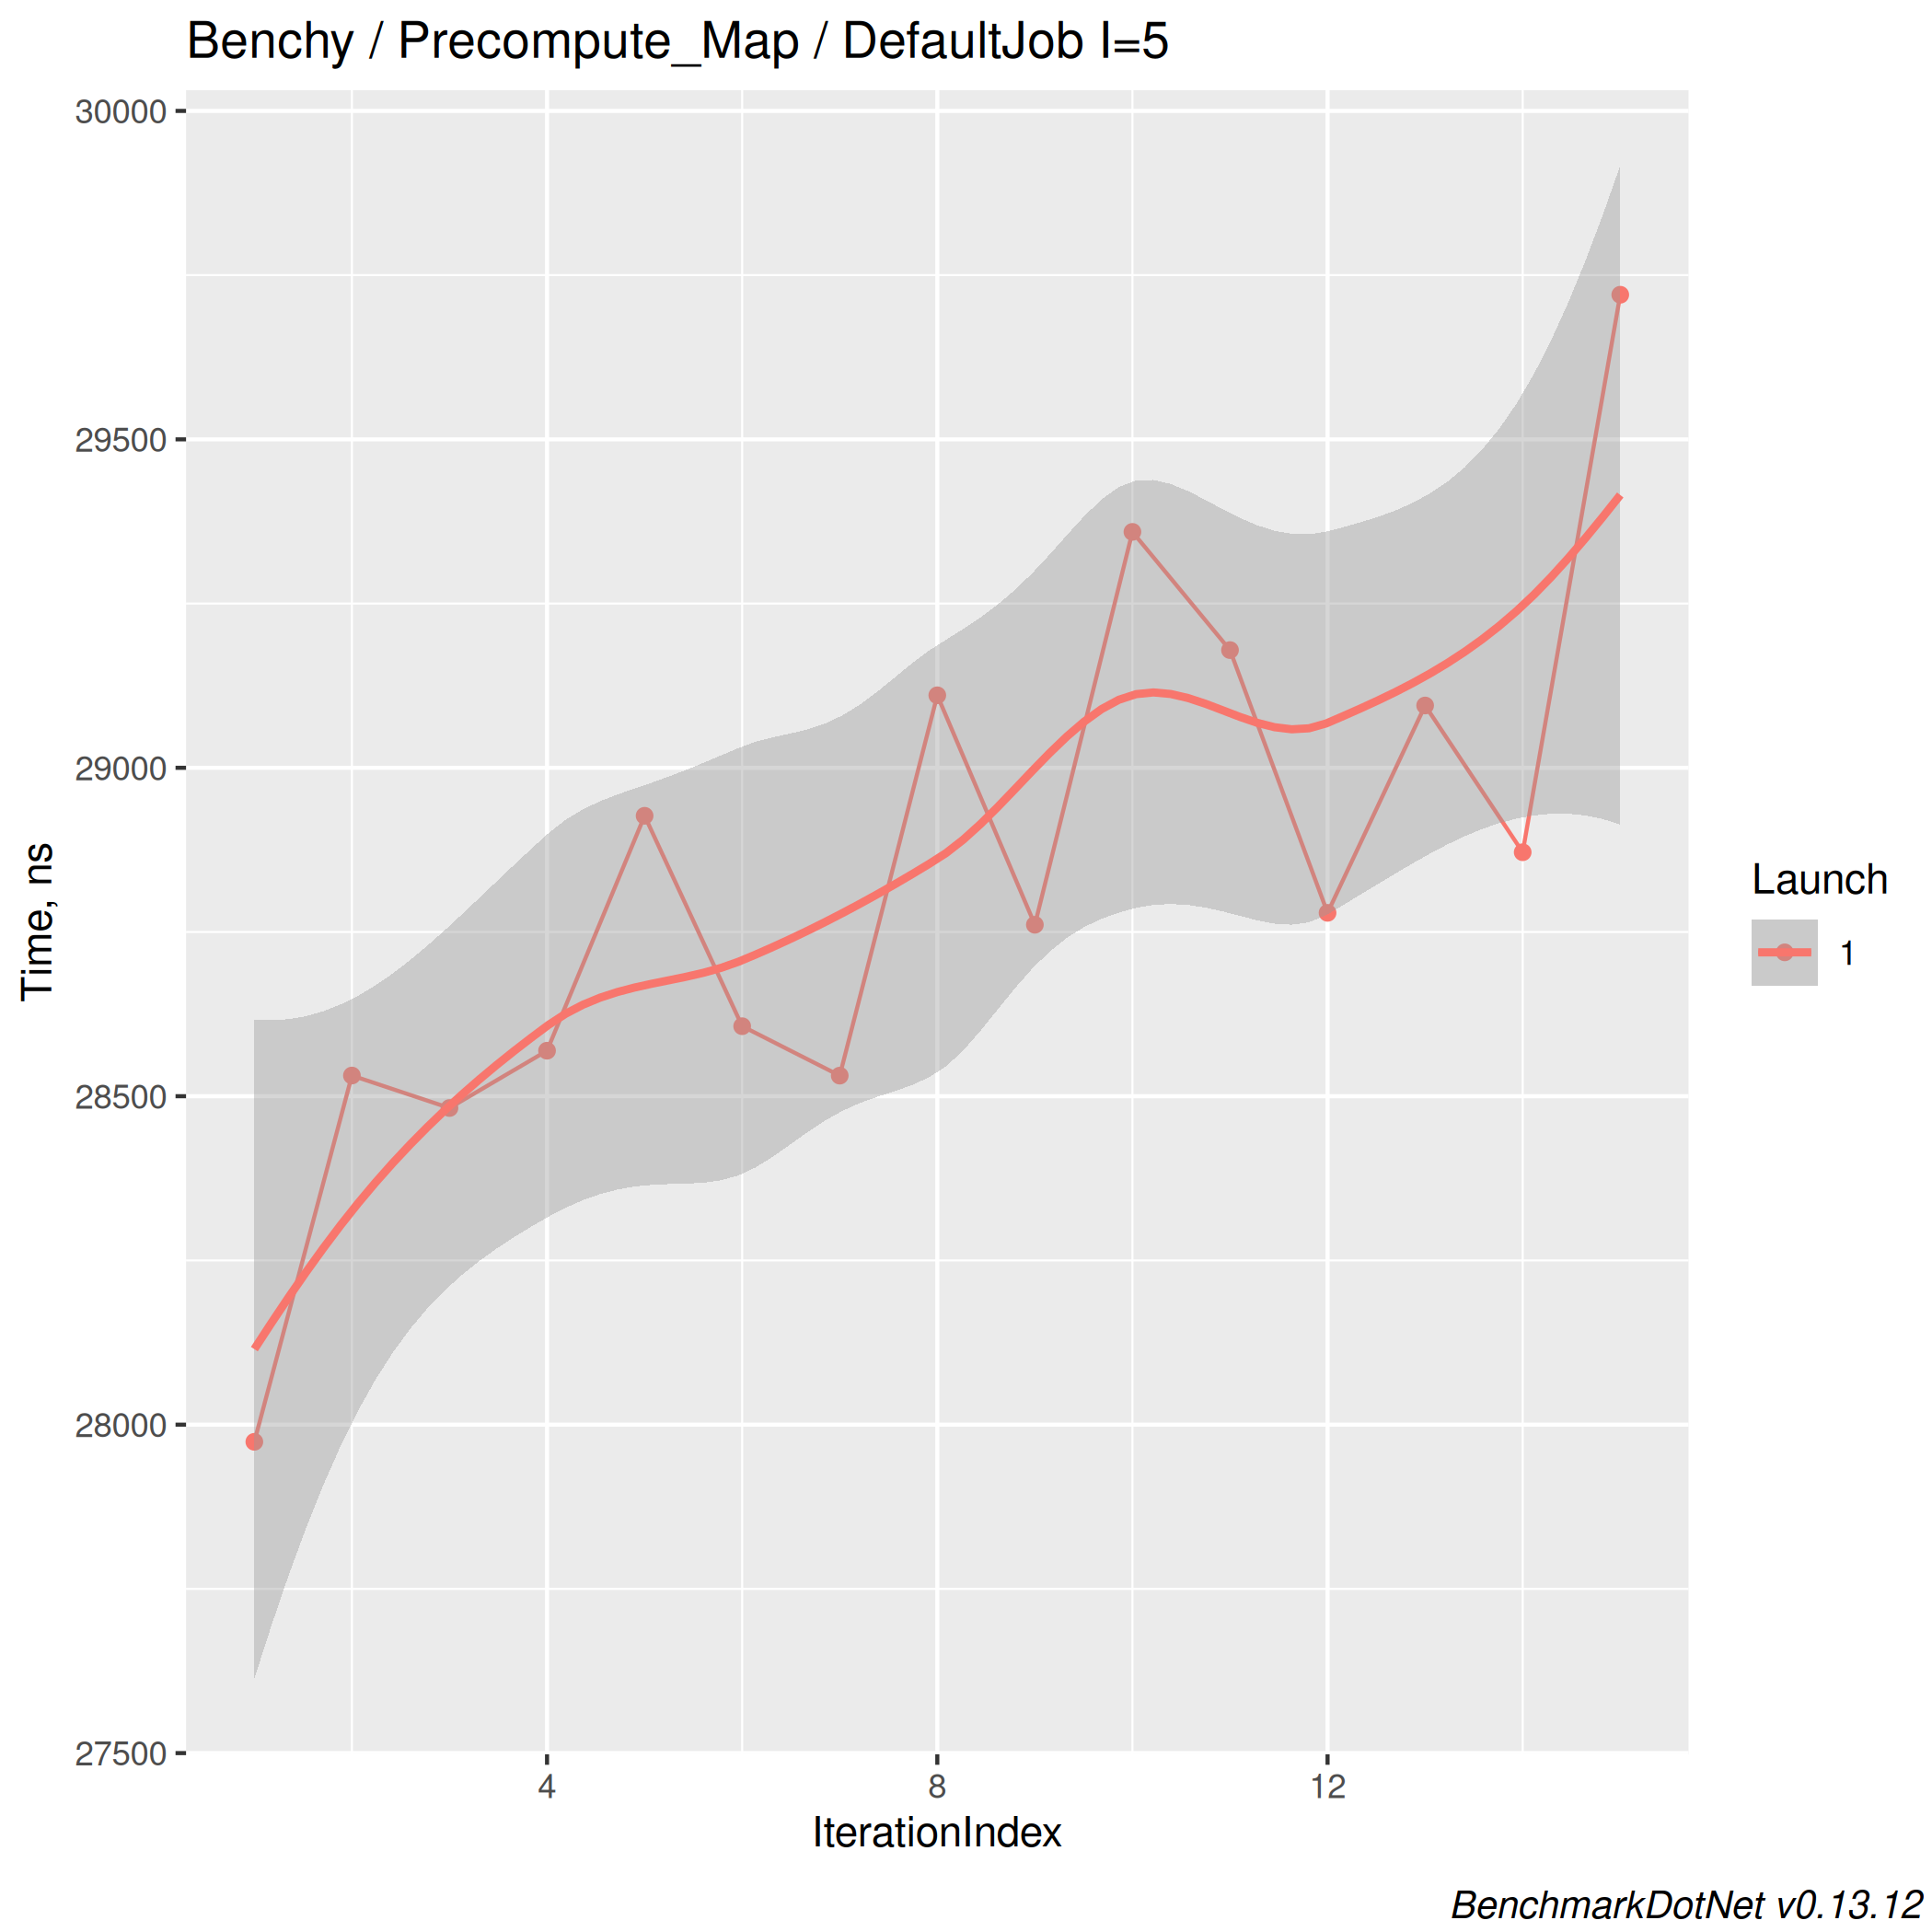 Benchy / Precompute_Map / DefaultJob I=5
30000
29500
29000
28500
28000
27500
Time, ns
4 8 12
IterationIndex
Launch
1
BenchmarkDotNet v0.13.12